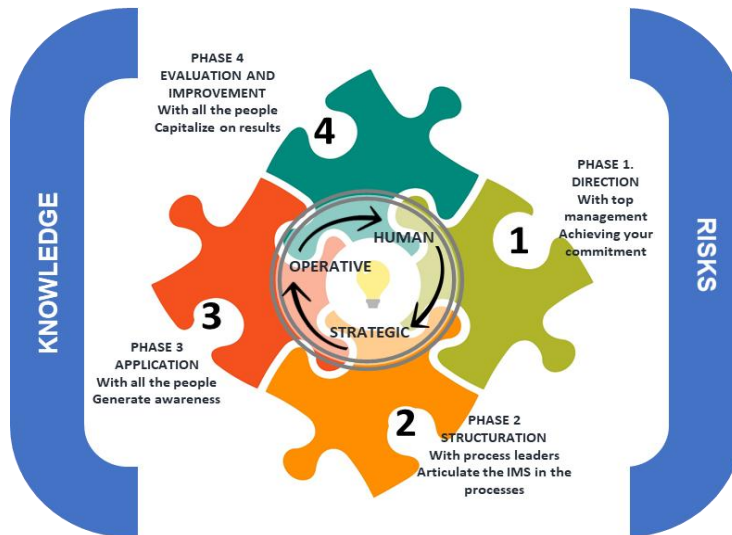 KNOWLEDGE
PHASE 4
EVALUATION AND
IMPROVEMENT
With all the people
Capitalize on results
4
PHASE 1.
DIRECTION
With top
management
Achieving your
commitment
1
HUMAN
OPERATIVE
STRATEGIC
3
PHASE 3
APPLICATION
With all the people
Generate awareness
2
PHASE 2
STRUCTURATION
With process leaders
Articulate the IMS in the
processes
RISKS